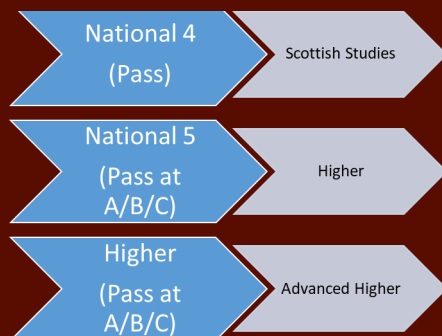 National 4
(Pass)
Scottish Studies
National 5
(Pass at
A/B/C)
Higher
Higher
(Pass at
A/B/C)
Advanced Higher